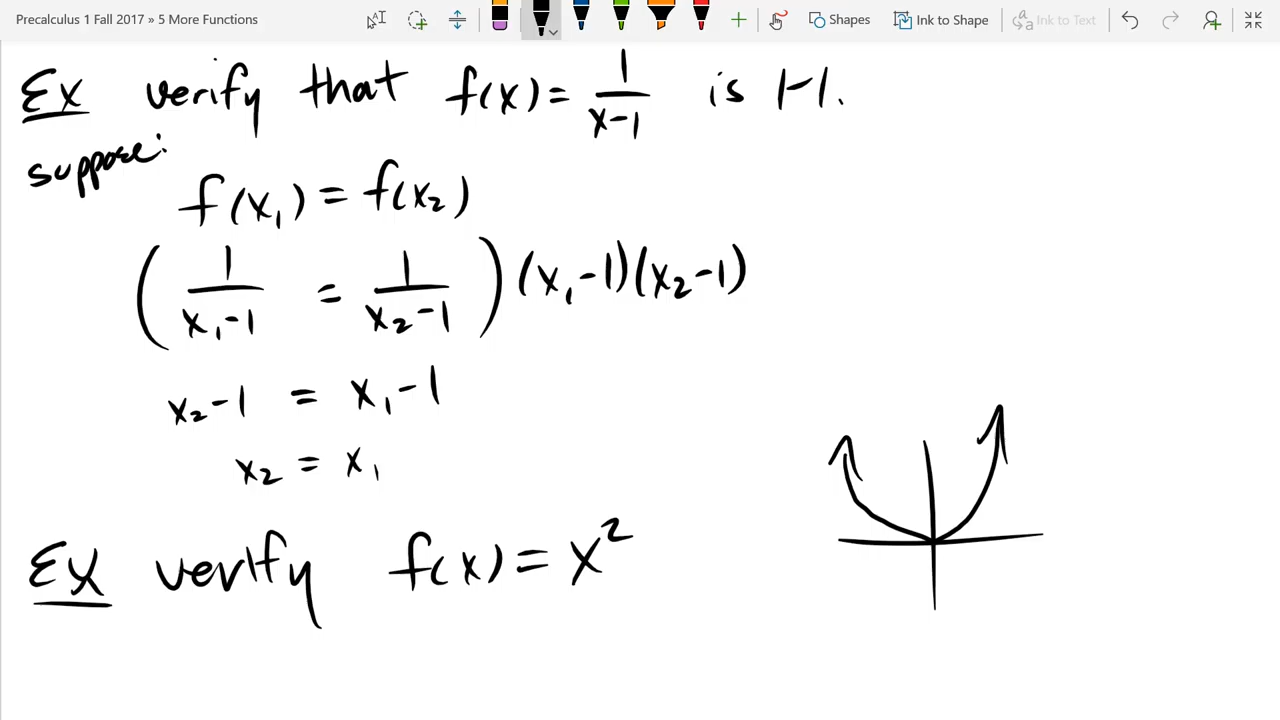 Precalculus 1 Fall 2017 » 5 More Functions
Shapes Ink to Shape Ink to Text
Ex verify that f(x) = 1/(x-1) is 1-1.
suppose:
f(x₁) = f(x₂)
( 1/(x₁-1) = 1/(x₂-1) ) (x₁-1)(x₂-1)
x₂-1 = x₁-1
x₂ = x₁
Ex verify f(x) = x²